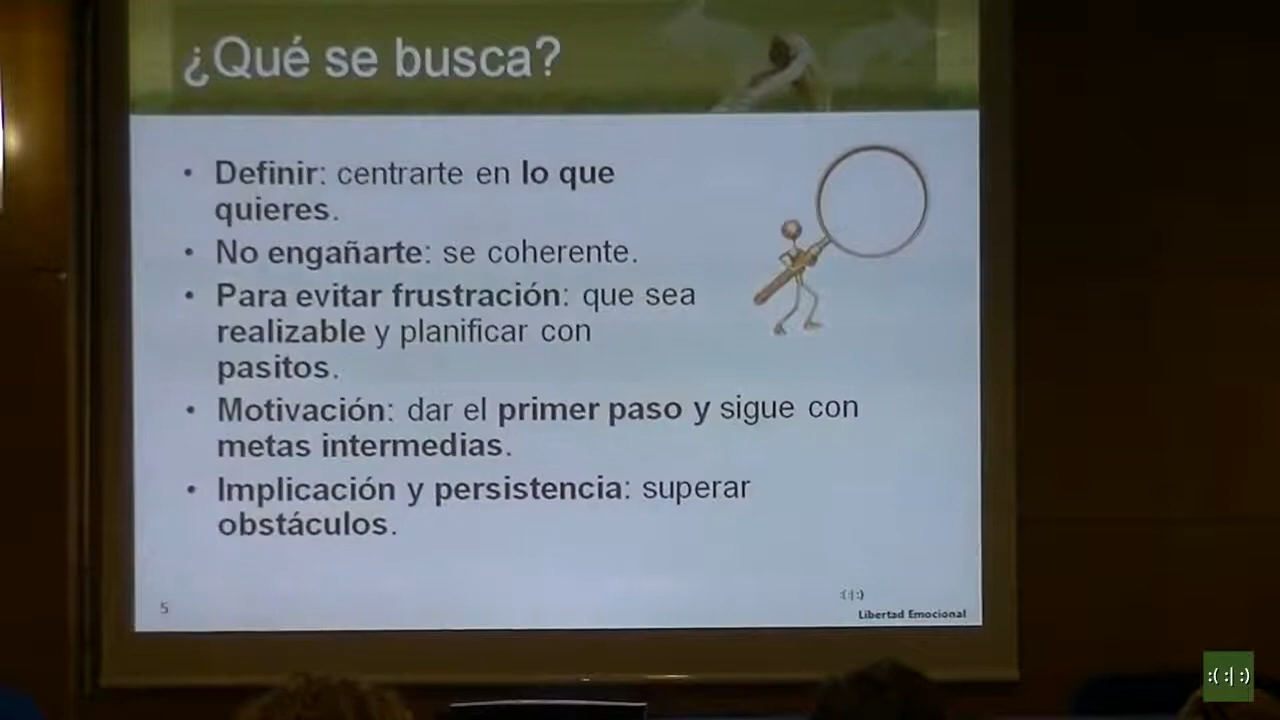 ¿Qué se busca?
• Definir: centrarte en lo que
quieres.
• No engañarte: se coherente.
• Para evitar frustración: que sea
realizable y planificar con
pasitos.
• Motivación: dar el primer paso y sigue con
metas intermedias.
• Implicación y persistencia: superar
obstáculos.
5
:(:|:)
Libertad Emocional
:( :| :)